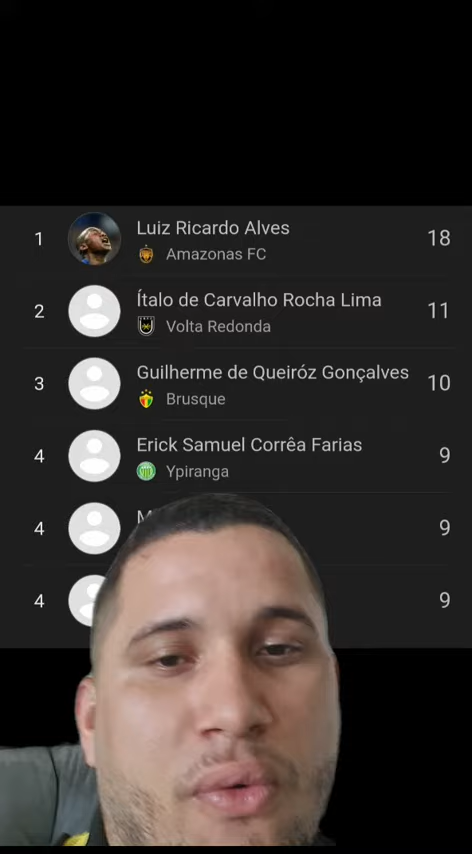 1
Luiz Ricardo Alves
Amazonas FC
18
2
Ítalo de Carvalho Rocha Lima
Volta Redonda
11
3
Guilherme de Queiróz Gonçalves
Brusque
10
4
Erick Samuel Corrêa Farias
Ypiranga
9
4
9
4
9